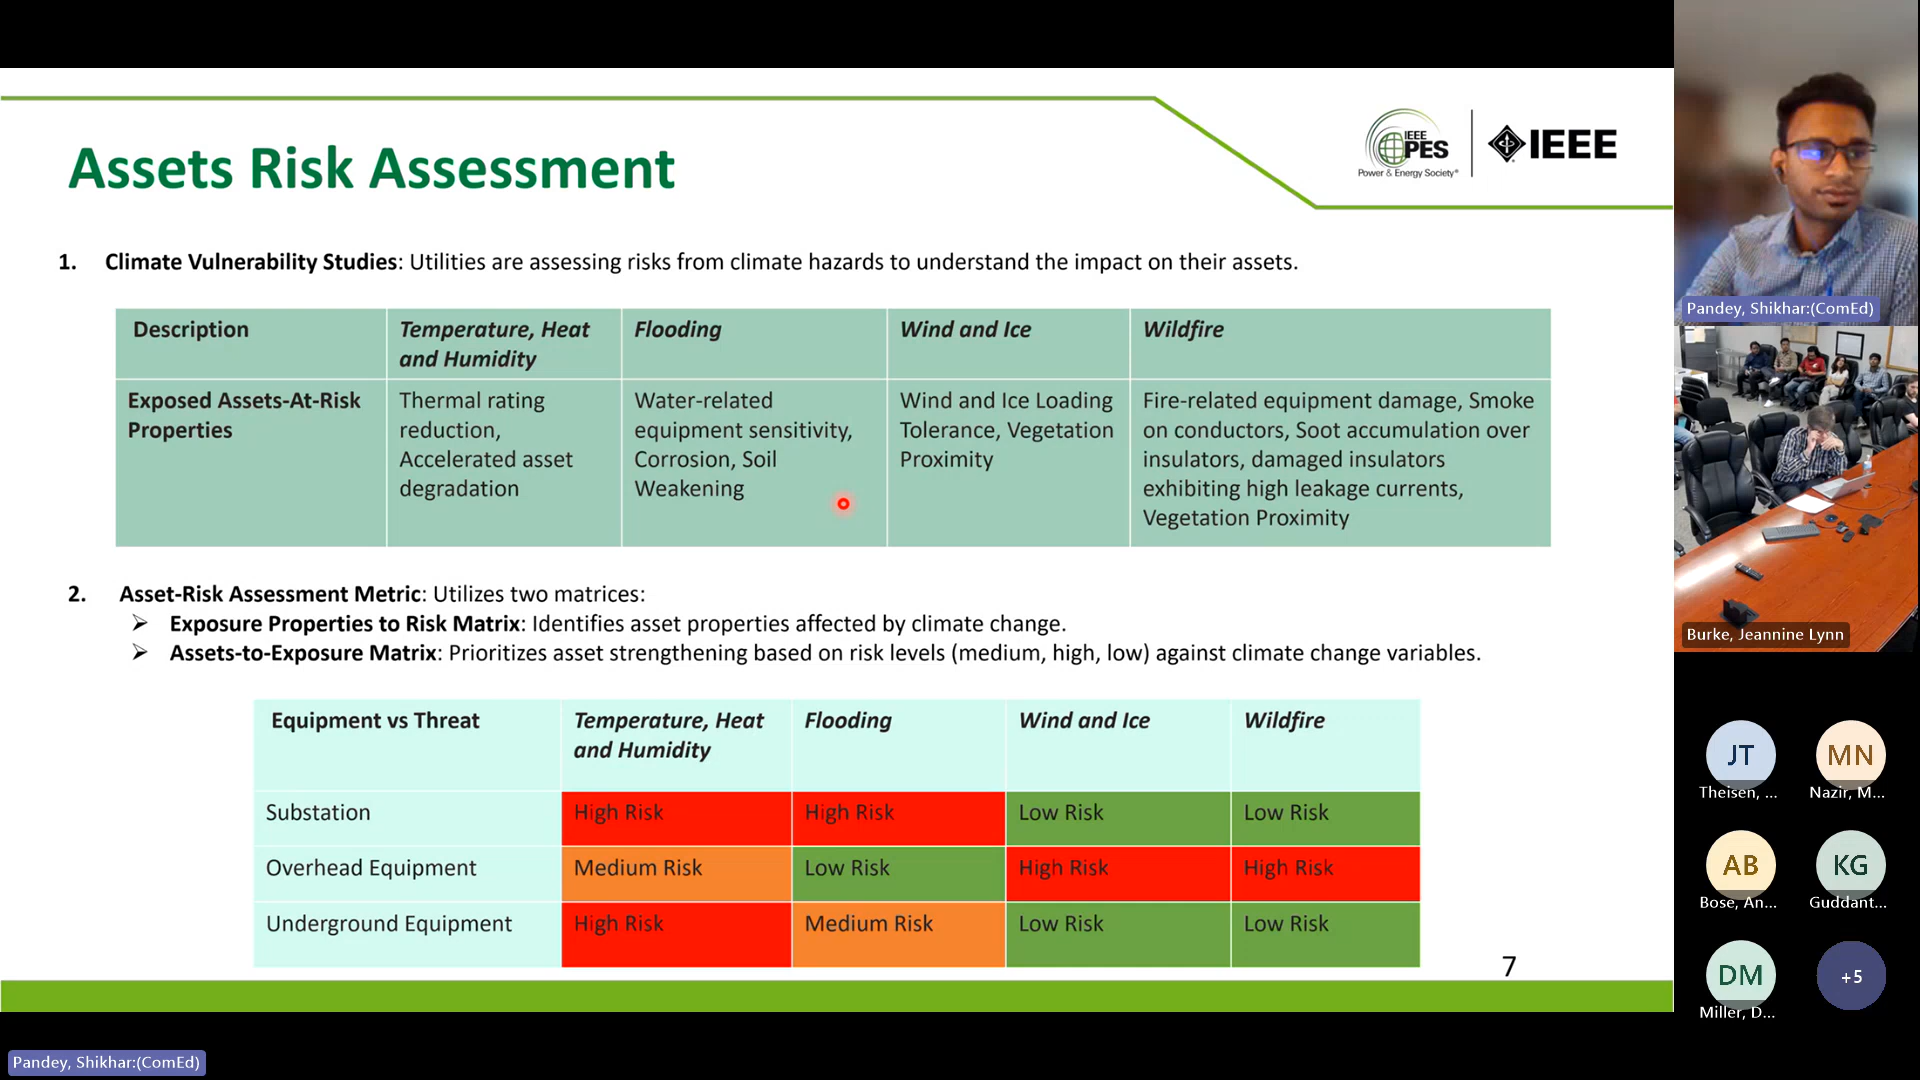 Assets Risk Assessment
IEEE
PES
Power & Energy Society®
IEEE
1. Climate Vulnerability Studies: Utilities are assessing risks from climate hazards to understand the impact on their assets.
Description
Temperature, Heat
and Humidity
Flooding
Wind and Ice
Wildfire
Exposed Assets-At-Risk
Properties
Thermal rating
reduction,
Accelerated asset
degradation
Water-related
equipment sensitivity,
Corrosion, Soil
Weakening
Wind and Ice Loading
Tolerance, Vegetation
Proximity
Fire-related equipment damage, Smoke
on conductors, Soot accumulation over
insulators, damaged insulators
exhibiting high leakage currents,
Vegetation Proximity
2. Asset-Risk Assessment Metric: Utilizes two matrices:
➢ Exposure Properties to Risk Matrix: Identifies asset properties affected by climate change.
➢ Assets-to-Exposure Matrix: Prioritizes asset strengthening based on risk levels (medium, high, low) against climate change variables.
Equipment vs Threat
Temperature, Heat
and Humidity
Flooding
Wind and Ice
Wildfire
Substation
High Risk
High Risk
Low Risk
Low Risk
Overhead Equipment
Medium Risk
Low Risk
High Risk
High Risk
Underground Equipment
High Risk
Medium Risk
Low Risk
Low Risk
7
Pandey, Shikhar:(ComEd)
Pandey, Shikhar:(ComEd)
Burke, Jeannine Lynn
JT
Theisen, ...
MN
Nazir, M...
AB
Bose, An...
KG
Guddant...
DM
Miller, D...
+5